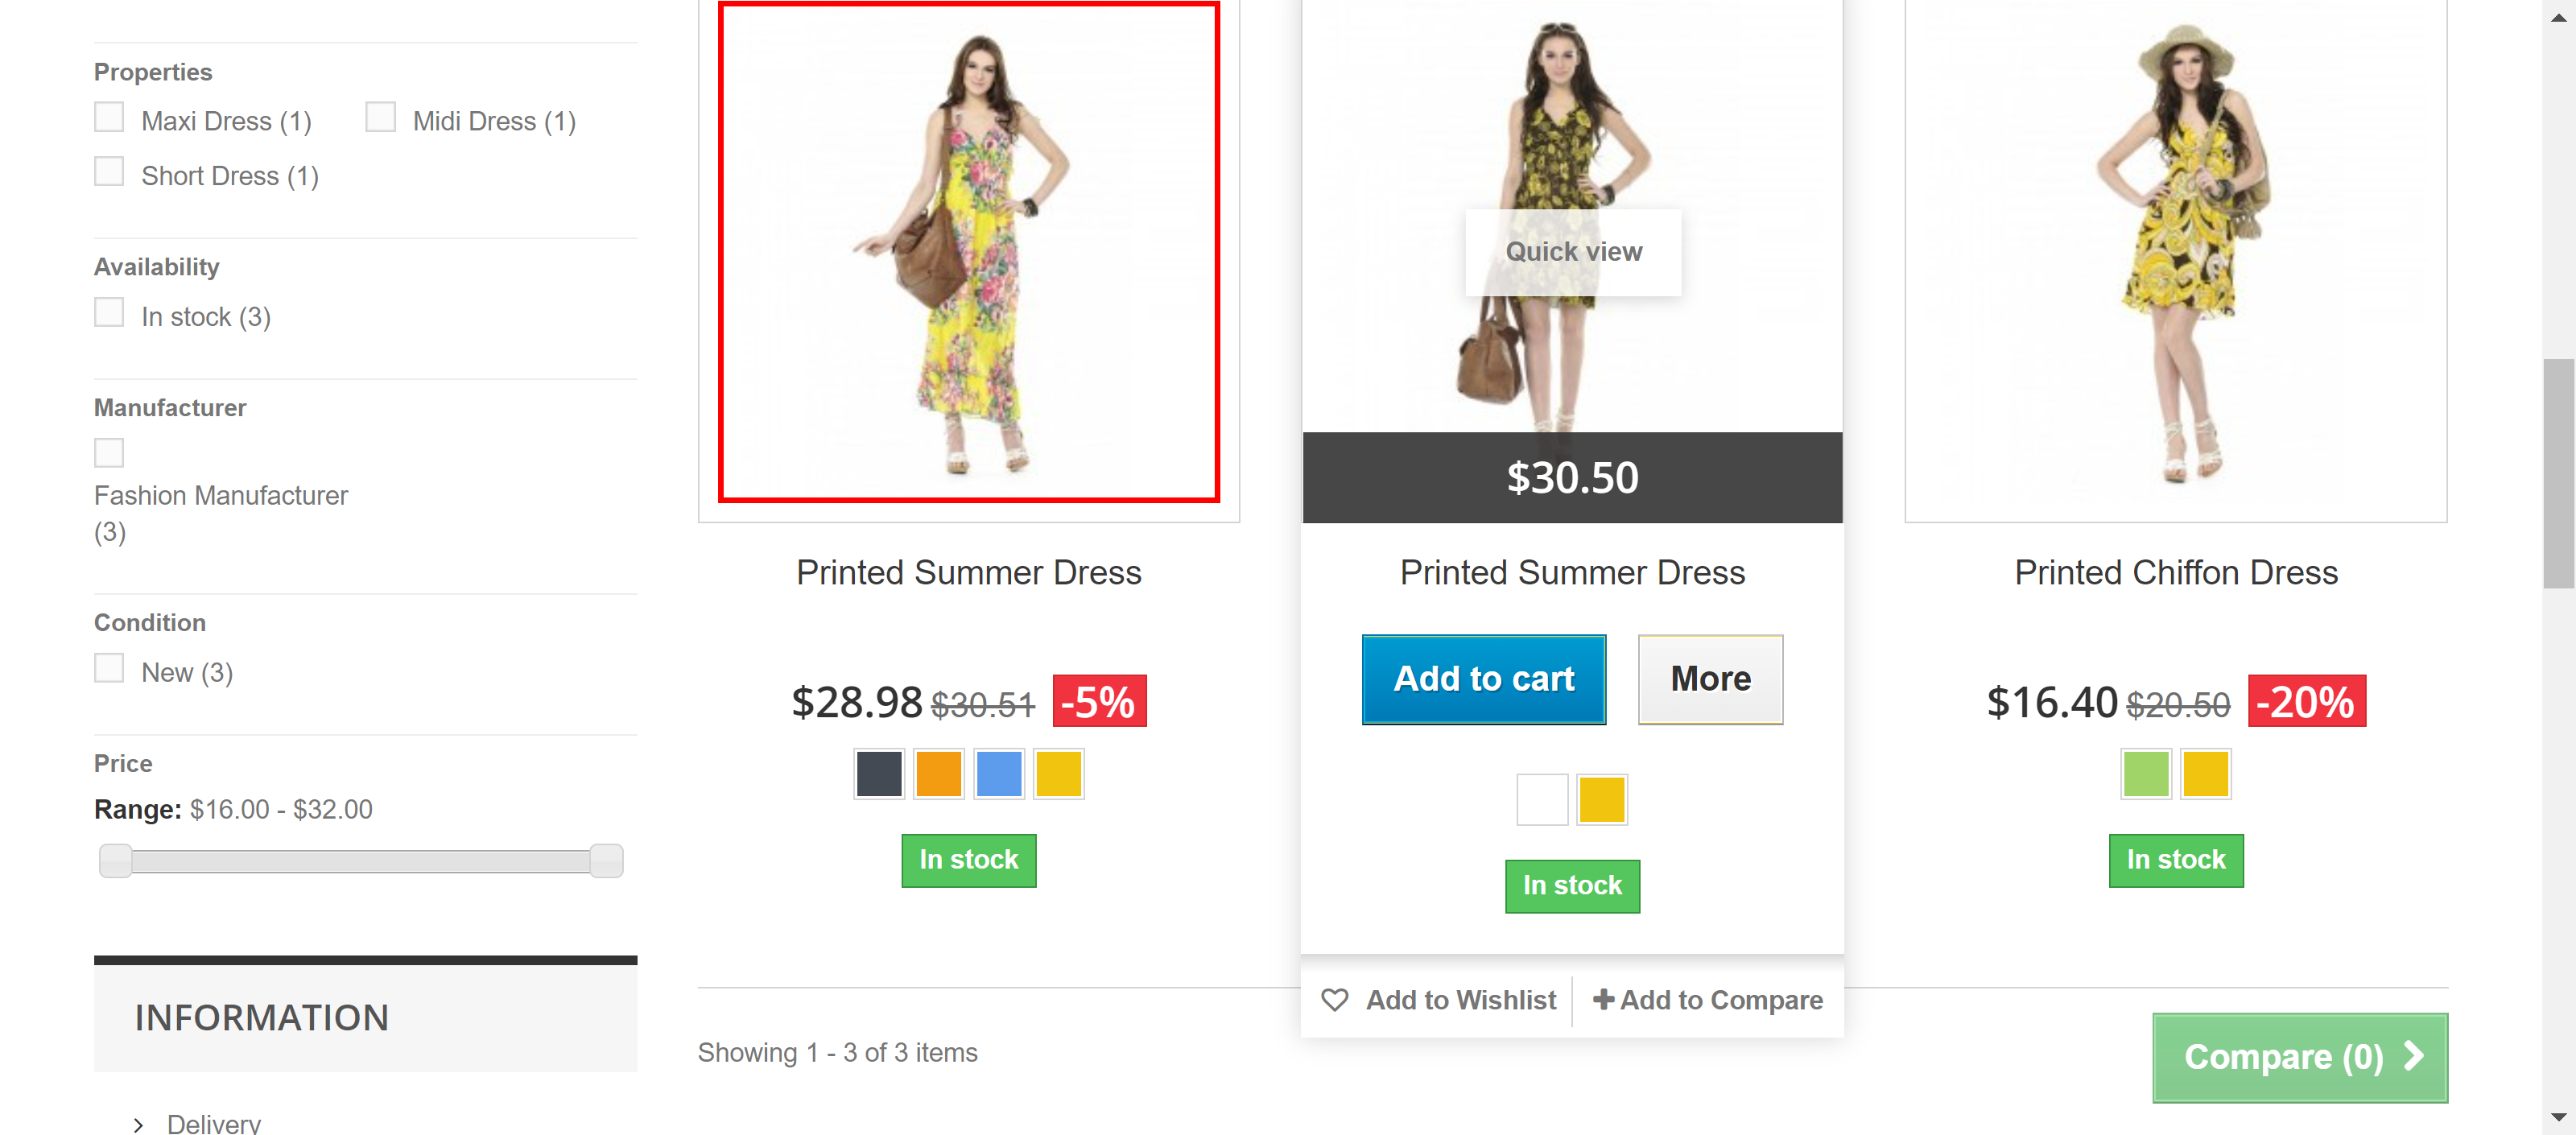 Properties
Maxi Dress (1)
Midi Dress (1)
Short Dress (1)
Availability
In stock (3)
Manufacturer
Fashion Manufacturer
(3)
Condition
New (3)
Price
Range: $16.00 - $32.00
INFORMATION
Delivery
Printed Summer Dress
$28.98 $30.51 -5%
In stock
Quick view
$30.50
Printed Summer Dress
Add to cart
More
In stock
Add to Wishlist
Add to Compare
Printed Chiffon Dress
$16.40 $20.50 -20%
In stock
Showing 1 - 3 of 3 items
Compare (0)